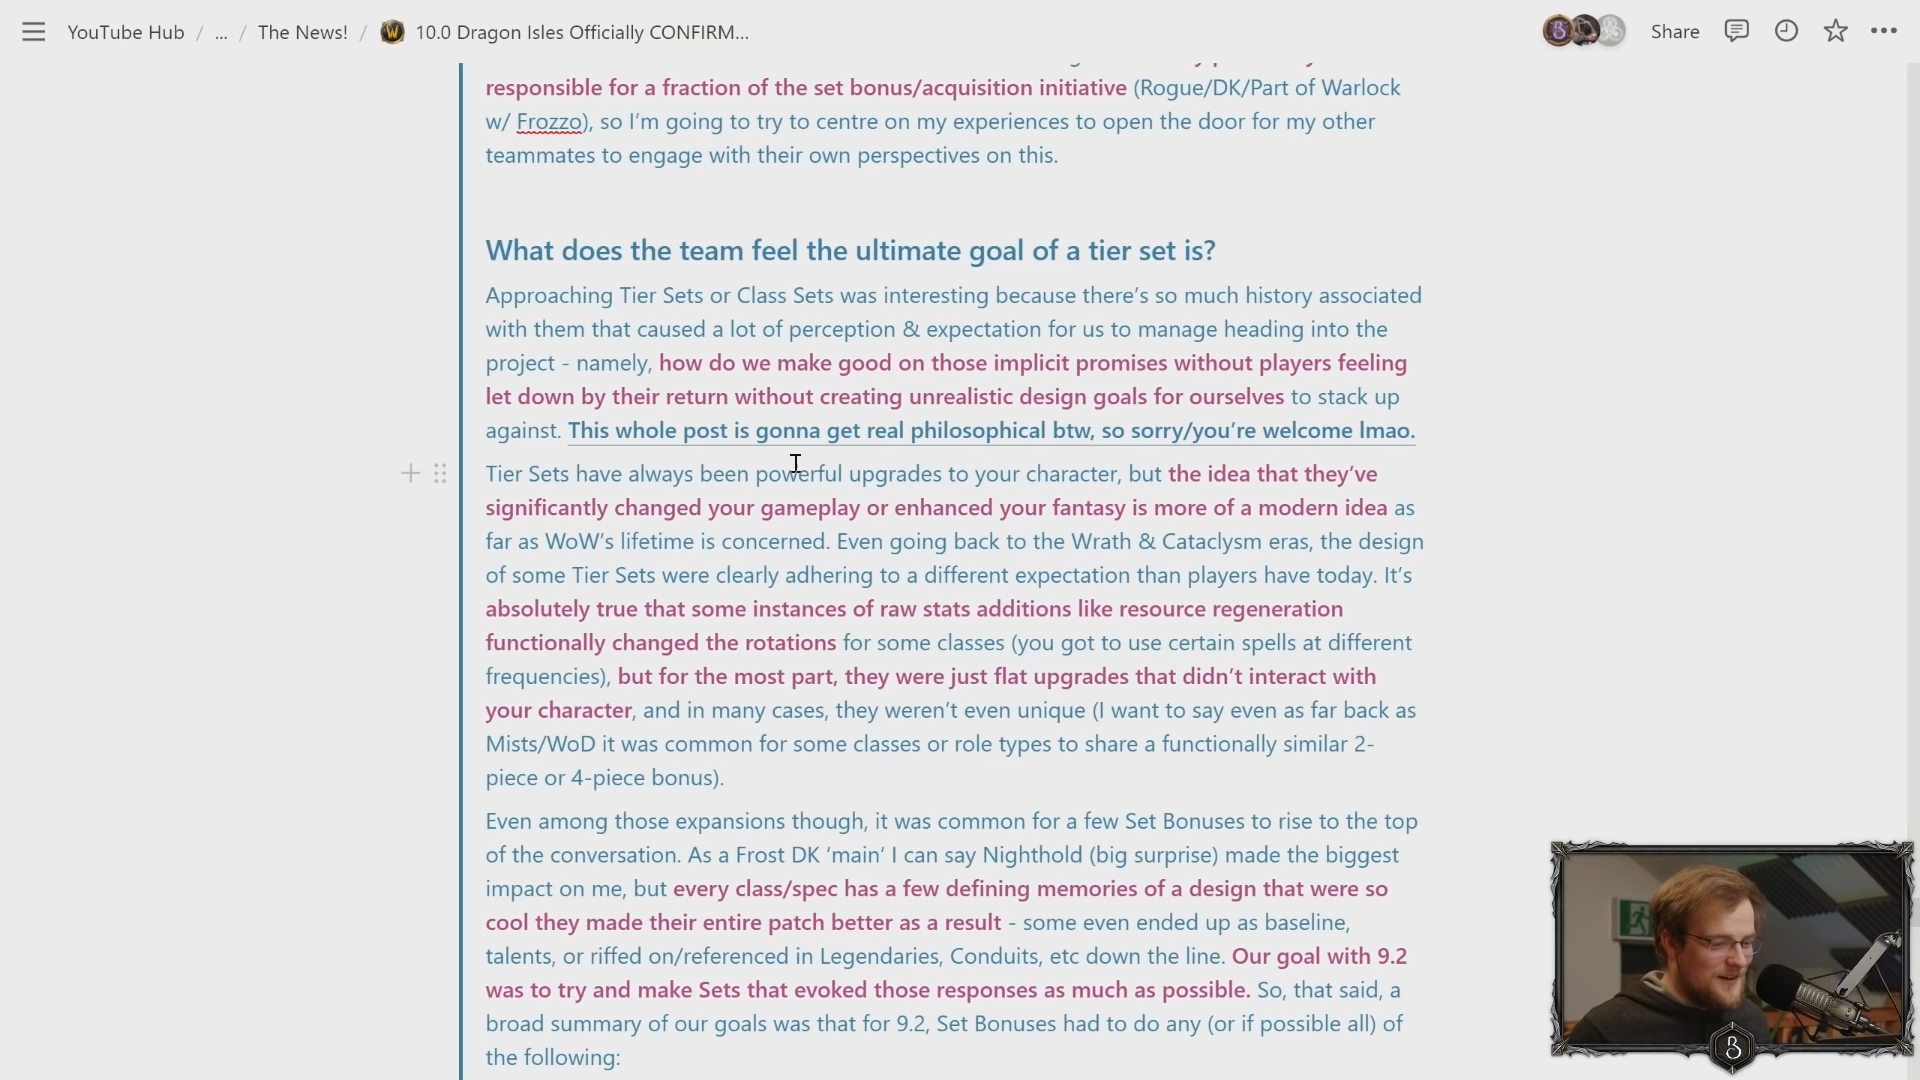 YouTube Hub / ... / The News! / 10.0 Dragon Isles Officially CONFIRM...
Share
responsible for a fraction of the set bonus/acquisition initiative (Rogue/DK/Part of Warlock
w/ Frozzo), so I’m going to try to centre on my experiences to open the door for my other
teammates to engage with their own perspectives on this.
What does the team feel the ultimate goal of a tier set is?
Approaching Tier Sets or Class Sets was interesting because there’s so much history associated
with them that caused a lot of perception & expectation for us to manage heading into the
project - namely, how do we make good on those implicit promises without players feeling
let down by their return without creating unrealistic design goals for ourselves to stack up
against. This whole post is gonna get real philosophical btw, so sorry/you’re welcome lmao.
Tier Sets have always been powerful upgrades to your character, but the idea that they’ve
significantly changed your gameplay or enhanced your fantasy is more of a modern idea as
far as WoW’s lifetime is concerned. Even going back to the Wrath & Cataclysm eras, the design
of some Tier Sets were clearly adhering to a different expectation than players have today. It’s
absolutely true that some instances of raw stats additions like resource regeneration
functionally changed the rotations for some classes (you got to use certain spells at different
frequencies), but for the most part, they were just flat upgrades that didn’t interact with
your character, and in many cases, they weren’t even unique (I want to say even as far back as
Mists/WoD it was common for some classes or role types to share a functionally similar 2-
piece or 4-piece bonus).
Even among those expansions though, it was common for a few Set Bonuses to rise to the top
of the conversation. As a Frost DK ‘main’ I can say Nighthold (big surprise) made the biggest
impact on me, but every class/spec has a few defining memories of a design that were so
cool they made their entire patch better as a result - some even ended up as baseline,
talents, or riffed on/referenced in Legendaries, Conduits, etc down the line. Our goal with 9.2
was to try and make Sets that evoked those responses as much as possible. So, that said, a
broad summary of our goals was that for 9.2, Set Bonuses had to do any (or if possible all) of
the following:
B